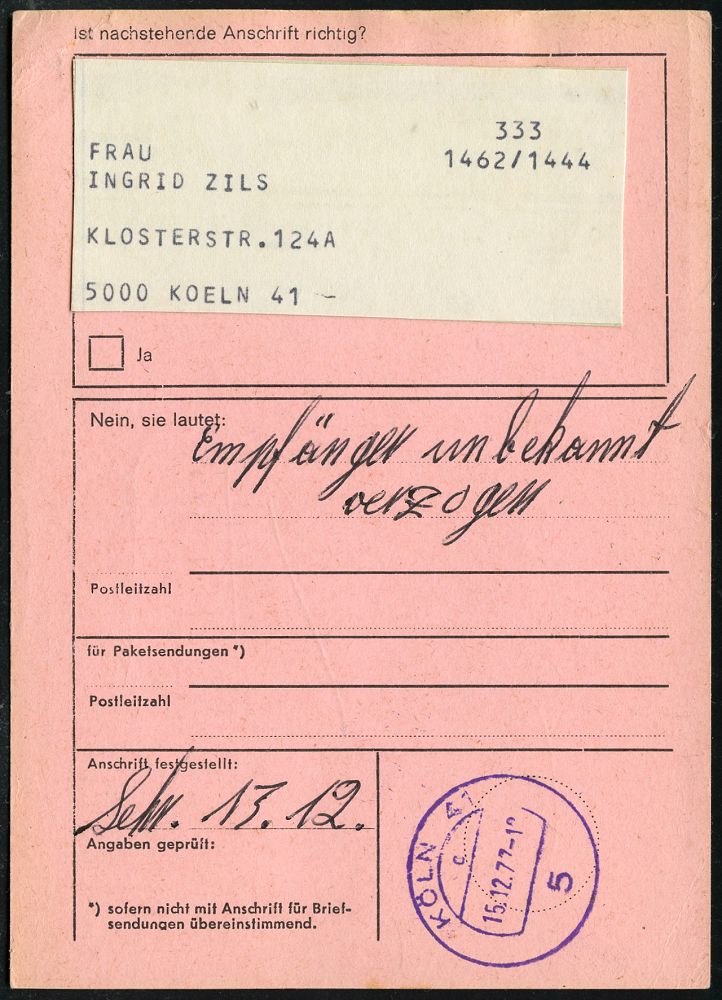 Ist nachstehende Anschrift richtig?
333
FRAU 1462/1444
INGRID ZILS
KLOSTERSTR.124A
5000 KOELN 41
Ja
Nein, sie lautet:
Empfänger unbekannt
verzogen
Postleitzahl
für Paketsendungen *)
Postleitzahl
Anschrift festgestellt:
13.12.
Angaben geprüft:
*) sofern nicht mit Anschrift für Brief-
sendungen übereinstimmend.
5 KÖLN 41
c
15.12.77